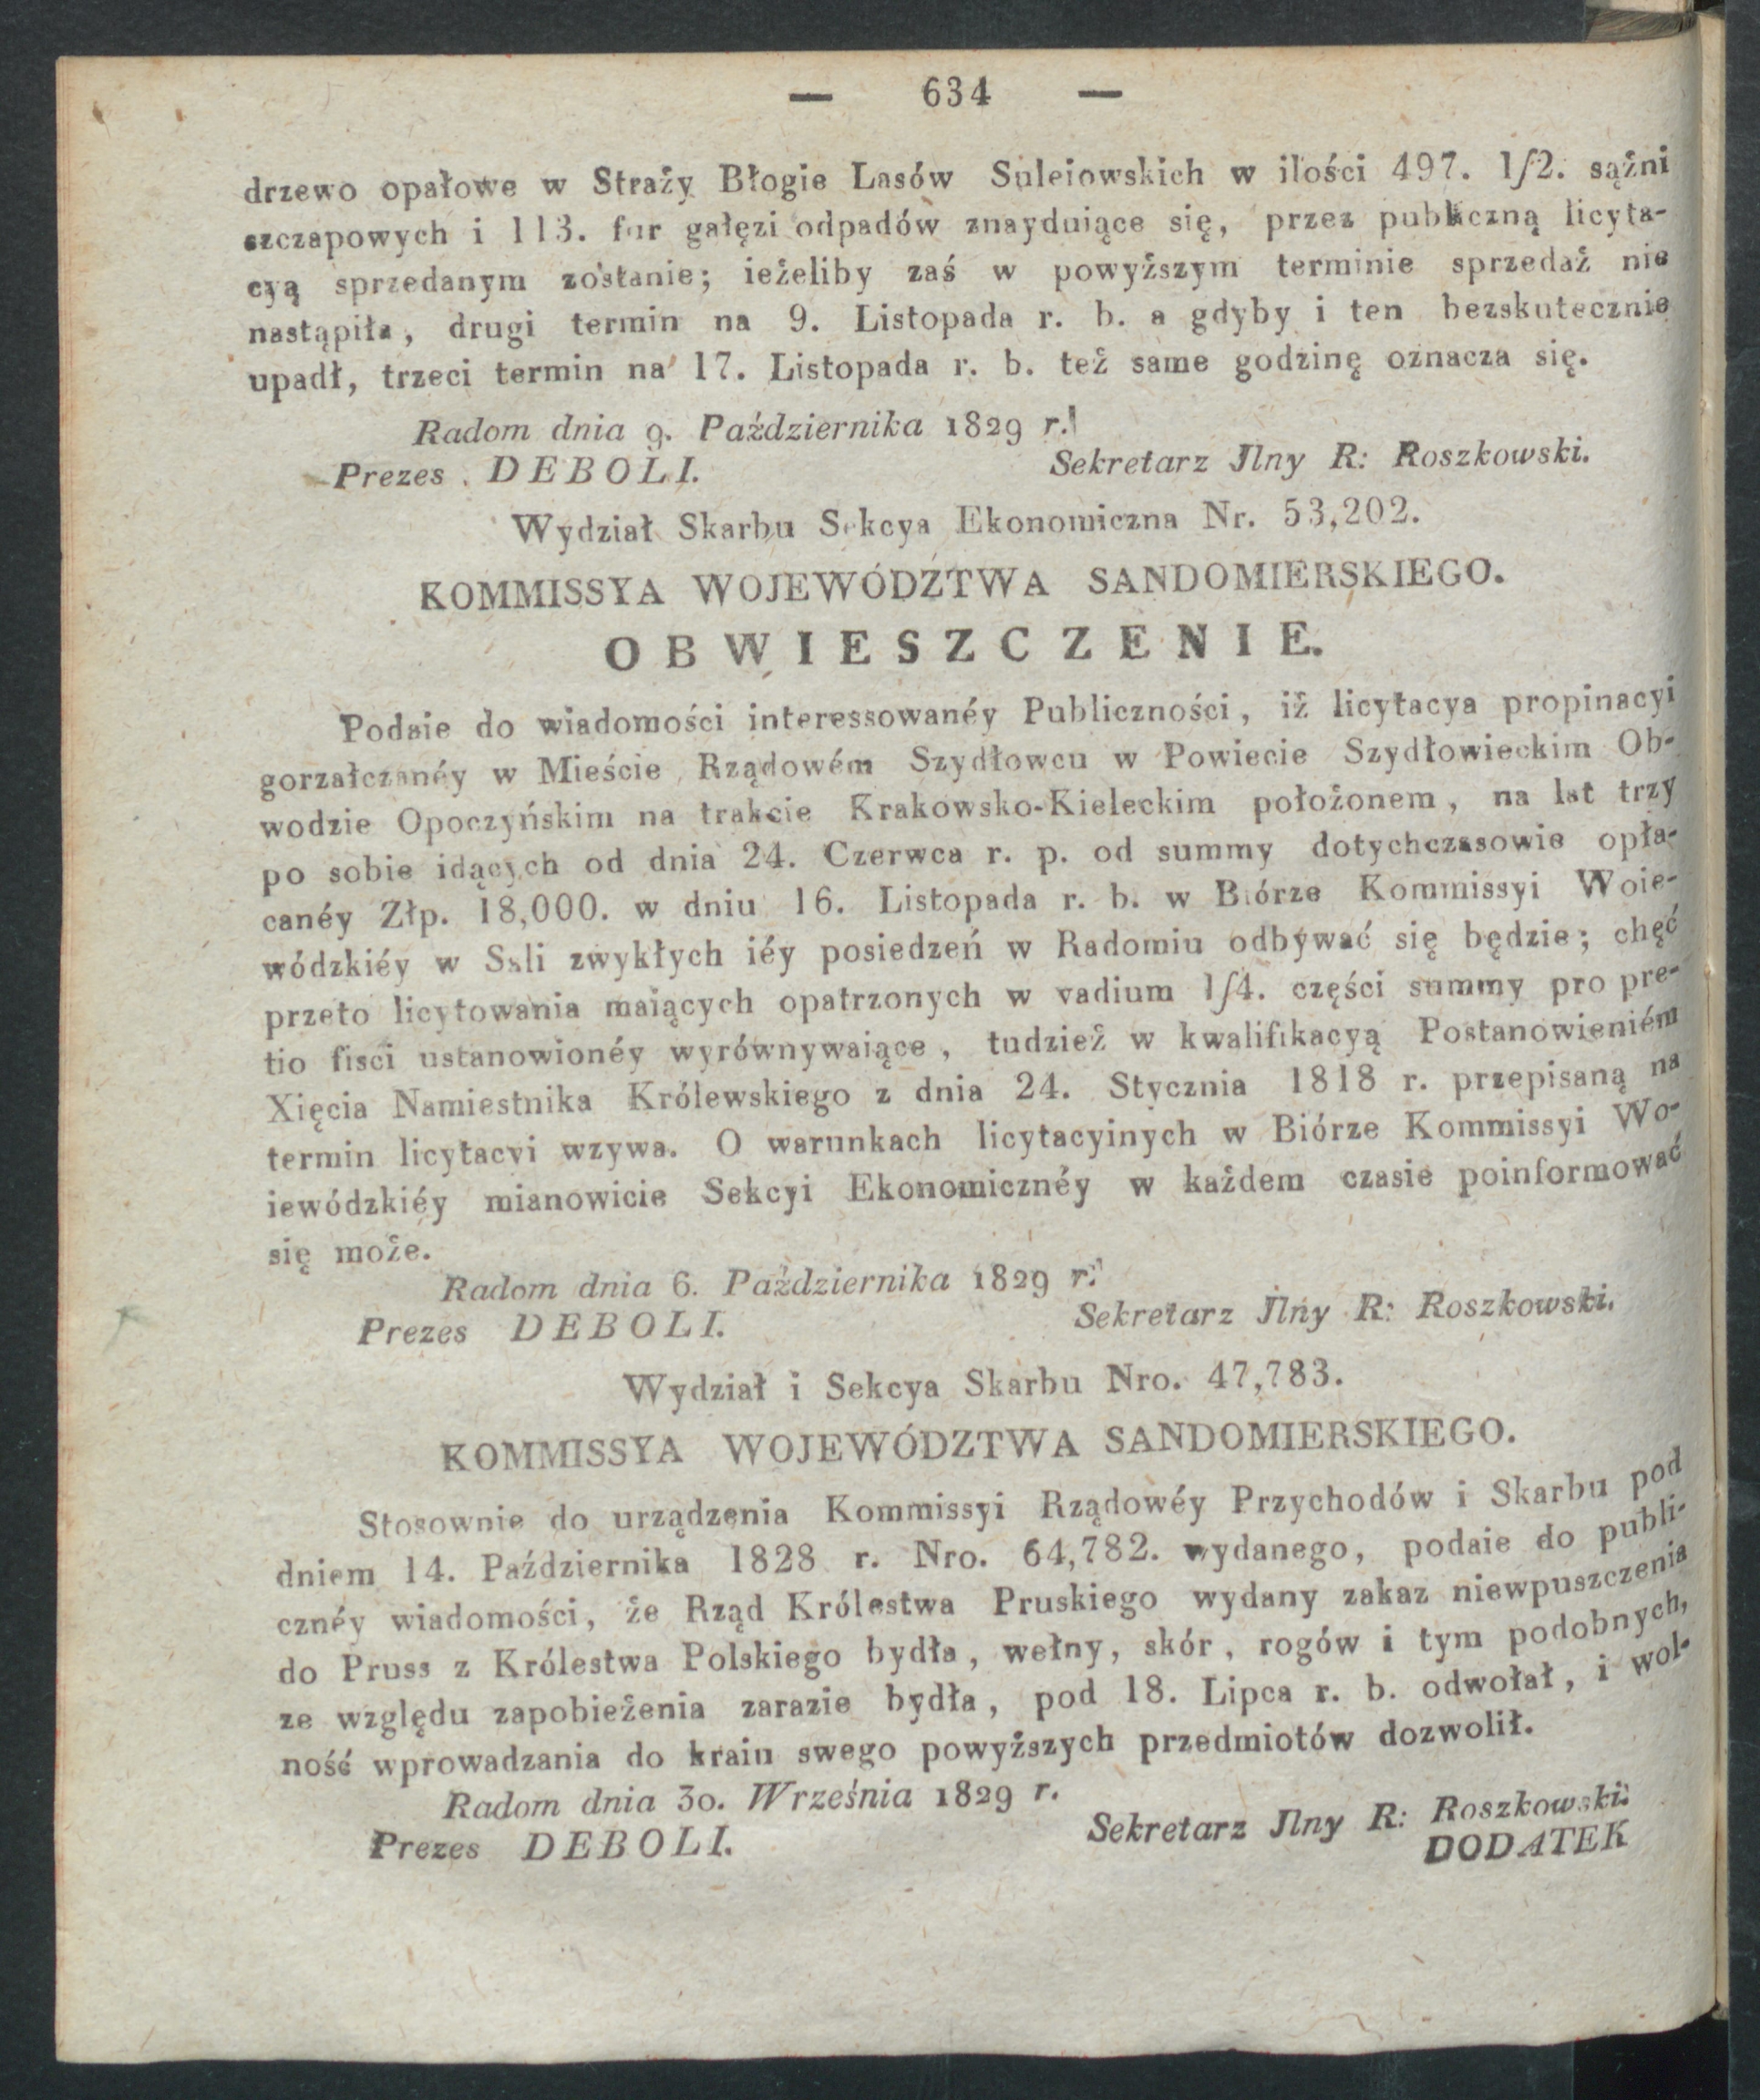 — 634 —
drzewo opałowe w Straży Błogie Lasów Suleiowskich w ilości 497. 1/2. sążni
szczapowych i 113. fur gałęzi odpadów znayduiące się, przez publiczną licyta-
cyą sprzedanym zostanie; ieżeliby zaś w powyższym terminie sprzedaż nie
nastąpiła, drugi termin na 9. Listopada r. b. a gdyby i ten bezskutecznie
upadł, trzeci termin na 17. Listopada r. b. też same godzinę oznacza się.
Radom dnia 9. Października 1829 r.
Prezes DEBOLI. Sekretarz Jlny R: Roszkowski.
Wydział Skarbu Sekcya Ekonomiczna Nr. 53,202.
KOMMISSYA WOJEWÓDZTWA SANDOMIERSKIEGO.
OBWIESZCZENIE.
Podaie do wiadomości interessowanéy Publiczności, iż licytacya propinacyi
gorzałczanéy w Mieście Rządowém Szydłowcu w Powiecie Szydłowieckim Ob-
wodzie Opoczyńskim na trakcie Krakowsko-Kieleckim położonem, na lat trzy
po sobie idących od dnia 24. Czerwca r. p. od summy dotychczasowie opła-
canéy Złp. 18,000. w dniu 16. Listopada r. b. w Biórze Kommissyi Woie-
wódzkiéy w Sali zwykłych iéy posiedzeń w Radomiu odbywać się będzie; chęć
przeto licytowania maiących opatrzonych w vadium 1/4. części summy pro pre-
tio fisci ustanowionéy wyrównywaiące, tudzież w kwalifikacyą Postanowieniém
Xięcia Namiestnika Królewskiego z dnia 24. Stycznia 1818 r. przepisaną na
termin licytacyi wzywa. O warunkach licytacyinych w Biórze Kommissyi Wo-
iewódzkiéy mianowicie Sekcyi Ekonomicznéy w każdem czasie poinformować
się może.
Radom dnia 6. Października 1829 r.
Prezes DEBOLI. Sekretarz Jlny R: Roszkowski.
Wydział i Sekcya Skarbu Nro. 47,783.
KOMMISSYA WOJEWÓDZTWA SANDOMIERSKIEGO.
Stosownie do urządzenia Kommissyi Rządowéy Przychodów i Skarbu pod
dniem 14. Października 1828 r. Nro. 64,782. wydanego, podaie do publi-
cznéy wiadomości, że Rząd Królestwa Pruskiego wydany zakaz niewpuszczenia
do Pruss z Królestwa Polskiego bydła, wełny, skór, rogów i tym podobnych,
ze względu zapobieżenia zarazie bydła, pod 18. Lipca r. b. odwołał, i wol-
ność wprowadzania do kraiu swego powyższych przedmiotów dozwolił.
Radom dnia 30. Września 1829 r.
Prezes DEBOLI. Sekretarz Jlny R: Roszkowski.
DODATEK